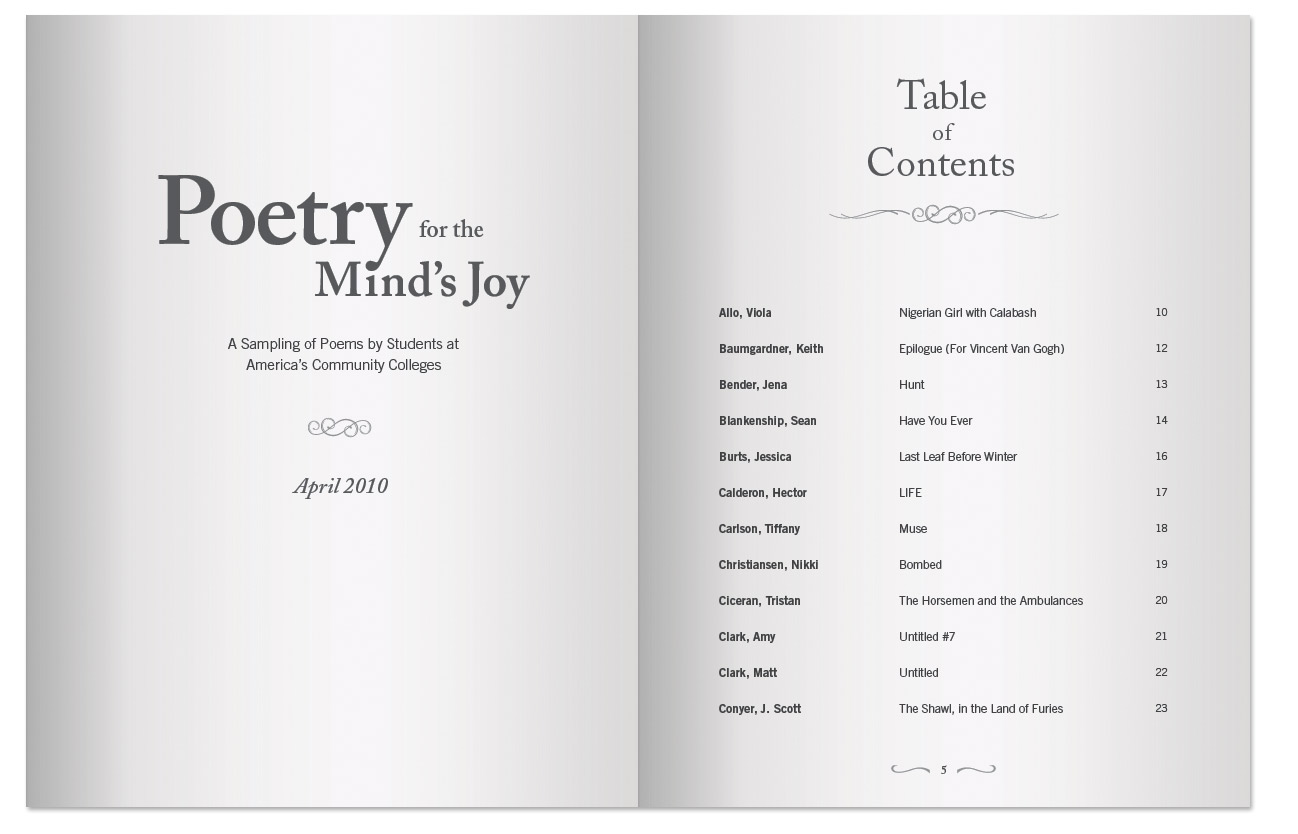 Poetry for the
Mind's Joy
A Sampling of Poems by Students at
America's Community Colleges
April 2010
Table
of
Contents
Allo, Viola Nigerian Girl with Calabash 10
Baumgardner, Keith Epilogue (For Vincent Van Gogh) 12
Bender, Jena Hunt 13
Blankenship, Sean Have You Ever 14
Burts, Jessica Last Leaf Before Winter 16
Calderon, Hector LIFE 17
Carlson, Tiffany Muse 18
Christiansen, Nikki Bombed 19
Ciceran, Tristan The Horsemen and the Ambulances 20
Clark, Amy Untitled #7 21
Clark, Matt Untitled 22
Conyer, J. Scott The Shawl, in the Land of Furies 23
5